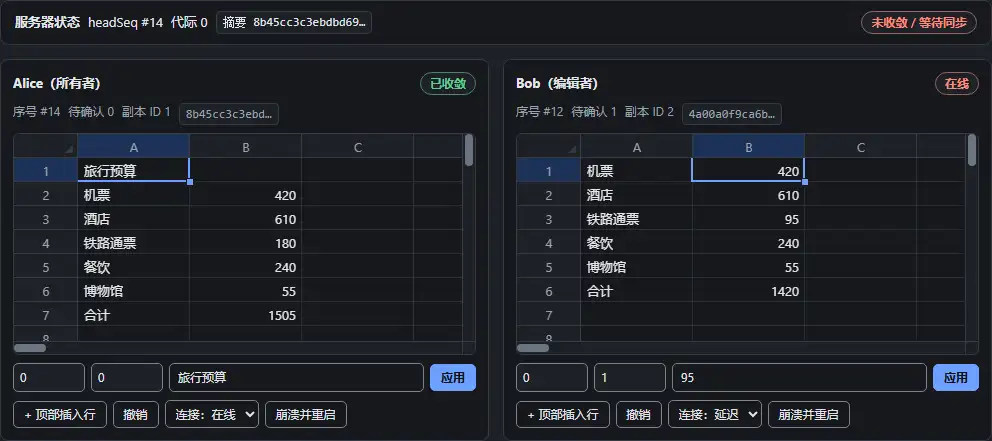 服务器状态 headSeq #14 代际 0 摘要 8b45cc3c3ebdbd69… 未收敛 / 等待同步
Alice（所有者） 已收敛
序号 #14 待确认 0 副本 ID 1 8b45cc3c3ebd…
A B C
1 旅行预算
2 机票 420
3 酒店 610
4 铁路通票 180
5 餐饮 240
6 博物馆 55
7 合计 1505
8
0 0 旅行预算 应用
+ 顶部插入行 撤销 连接：在线 崩溃并重启
Bob（编辑者） 在线
序号 #12 待确认 1 副本 ID 2 4a00a0f9ca6b…
A B C
1 机票 420
2 酒店 610
3 铁路通票 95
4 餐饮 240
5 博物馆 55
6 合计 1420
7
8
0 1 95 应用
+ 顶部插入行 撤销 连接：延迟 崩溃并重启